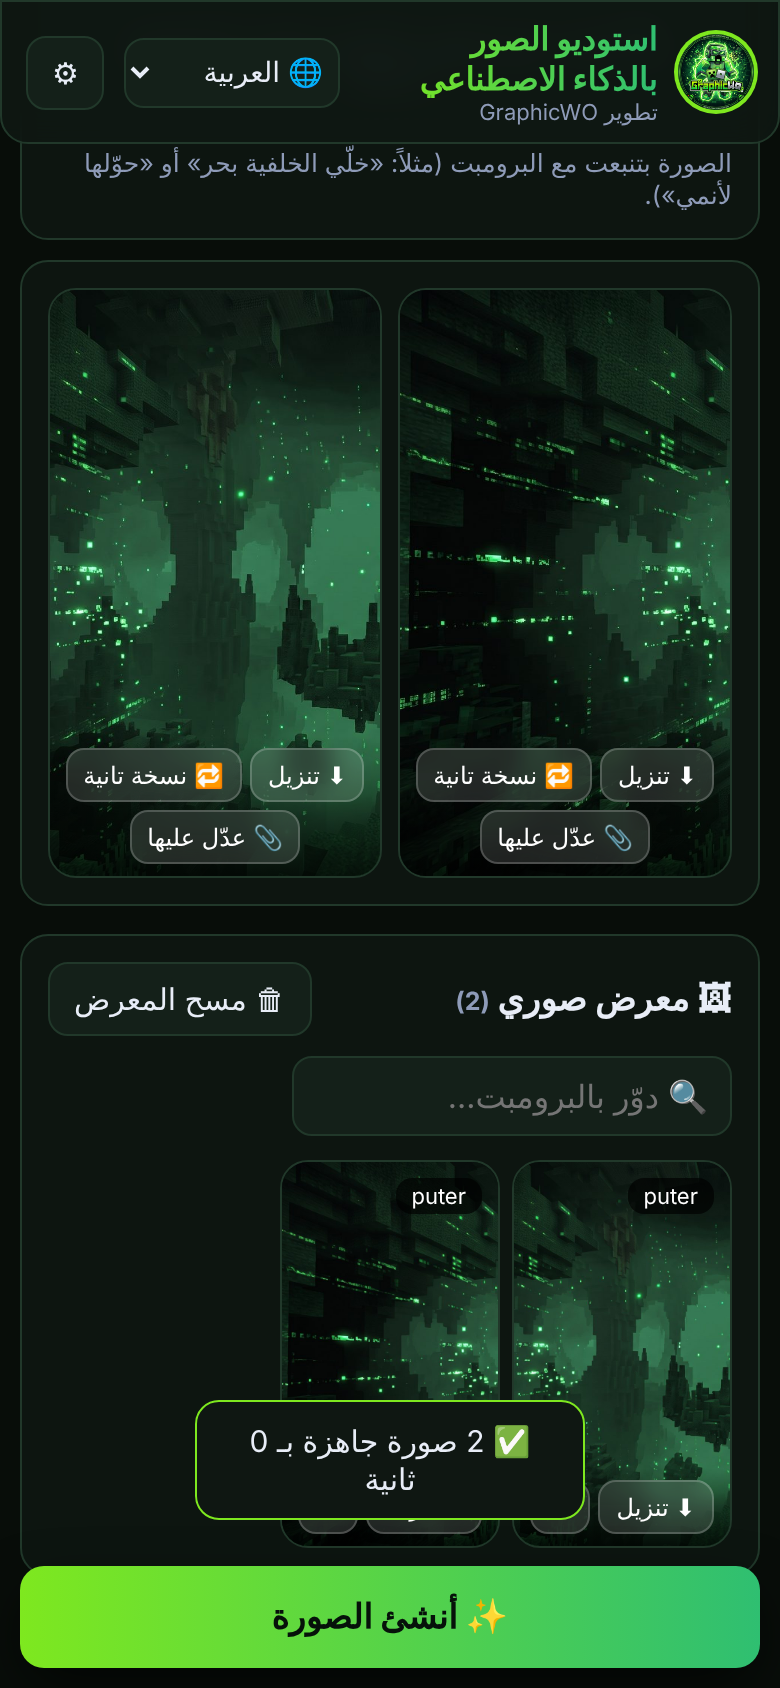 استوديو الصور
بالذكاء الاصطناعي
تطوير GraphicWO
🌐 العربية
⚙
الصورة بتنبعت مع البرومبت (مثلاً: «خلّي الخلفية بحر» أو «حوّلها
لأنمي»).
⬇ تنزيل
🔁 نسخة تانية
📎 عدّل عليها
⬇ تنزيل
🔁 نسخة تانية
📎 عدّل عليها
🖼 معرض صوري (2)
🗑 مسح المعرض
🔍 دوّر بالبرومبت...
puter
puter
⬇ تنزيل
✅ 2 صورة جاهزة بـ 0
ثانية
✨ أنشئ الصورة